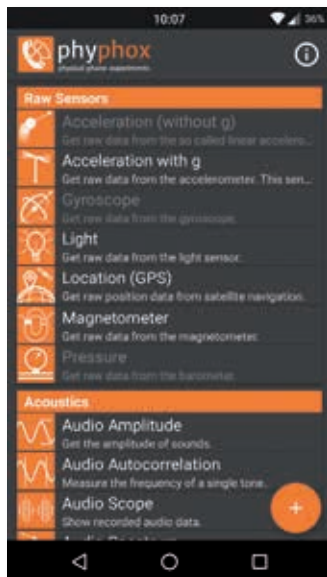 10:07 36%
phyphox
physical phone experiments
Raw Sensors
Acceleration (without g)
Get raw data from the so called linear accelero...
Acceleration with g
Get raw data from the accelerometer. This sen...
Gyroscope
Get raw data from the gyroscope.
Light
Get raw data from the light sensor.
Location (GPS)
Get raw position data from satellite navigation.
Magnetometer
Get raw data from the magnetometer.
Pressure
Get raw data from the barometer.
Acoustics
Audio Amplitude
Get the amplitude of sounds.
Audio Autocorrelation
Measure the frequency of a single tone.
Audio Scope
Show recorded audio data.
+